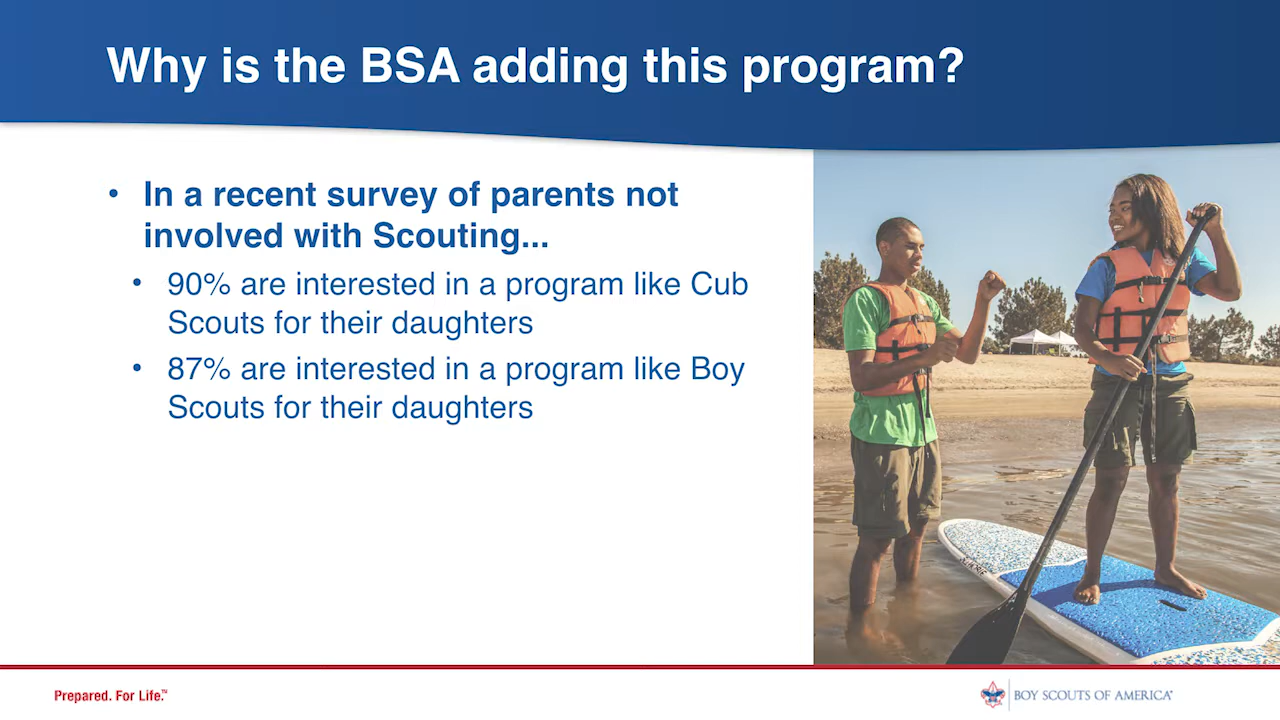 Why is the BSA adding this program?
• In a recent survey of parents not
involved with Scouting...
• 90% are interested in a program like Cub
Scouts for their daughters
• 87% are interested in a program like Boy
Scouts for their daughters
Prepared. For Life.™
BOY SCOUTS OF AMERICA®